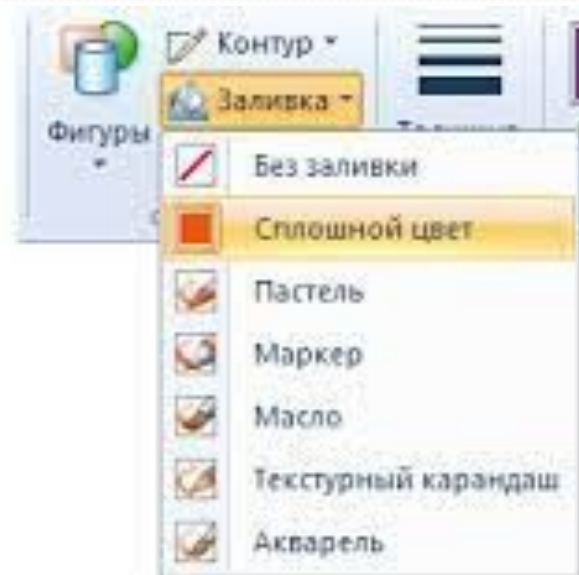 Контур
Заливка
Фигуры
Без заливки
Сплошной цвет
Пастель
Маркер
Масло
Текстурный карандаш
Акварель